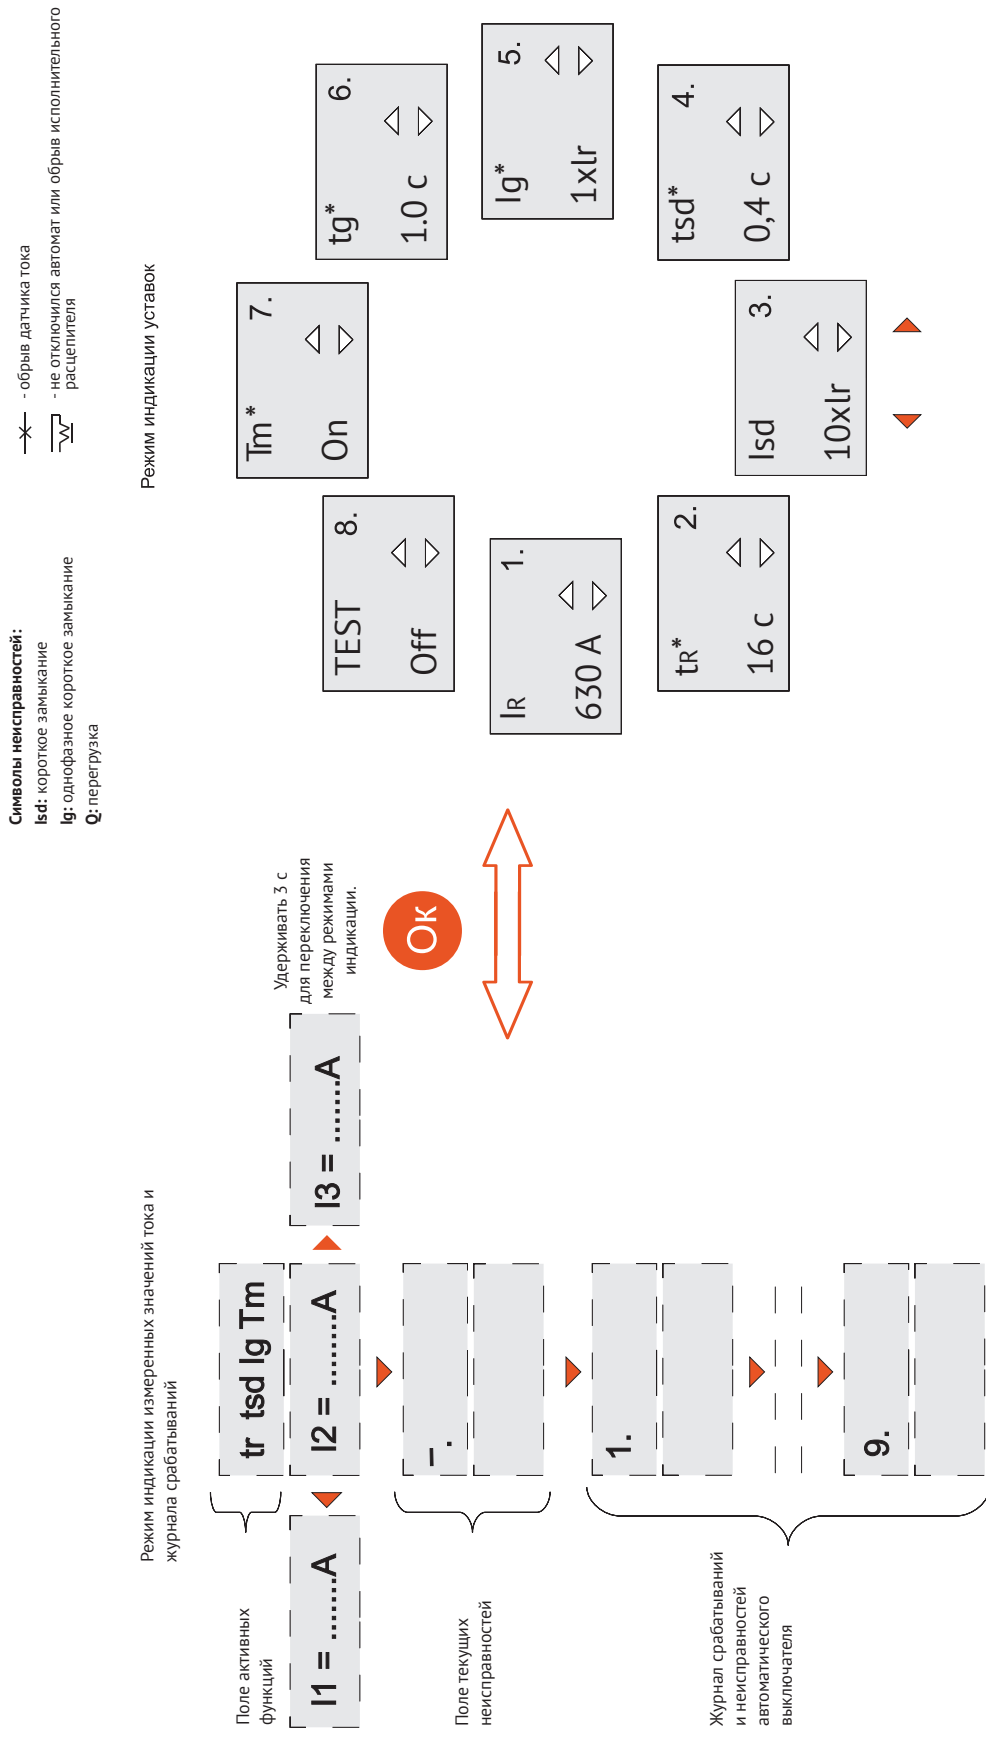 Символы неисправностей:
Isd: короткое замыкание
Ig: однофазное короткое замыкание
Q: перегрузка
- обрыв датчика тока
- не отключился автомат или обрыв исполнительного
расцепителя
Режим индикации измеренных значений тока и
журнала срабатываний
Поле активных
функций
tr tsd Ig Tm
I1 = .......A
I2 = .........A
I3 = .......A
Поле текущих
неисправностей
–.
Журнал срабатываний
и неисправностей
автоматического
выключателя
1.
9.
Удерживать 3 с
для переключения
между режимами
индикации.
Ок
Режим индикации уставок
IR 1.
630 A
tR* 2.
16 с
Isd 3.
10xIr
tsd* 4.
0,4 с
Ig* 5.
1xIr
tg* 6.
1.0 с
Tm* 7.
On
TEST 8.
Off